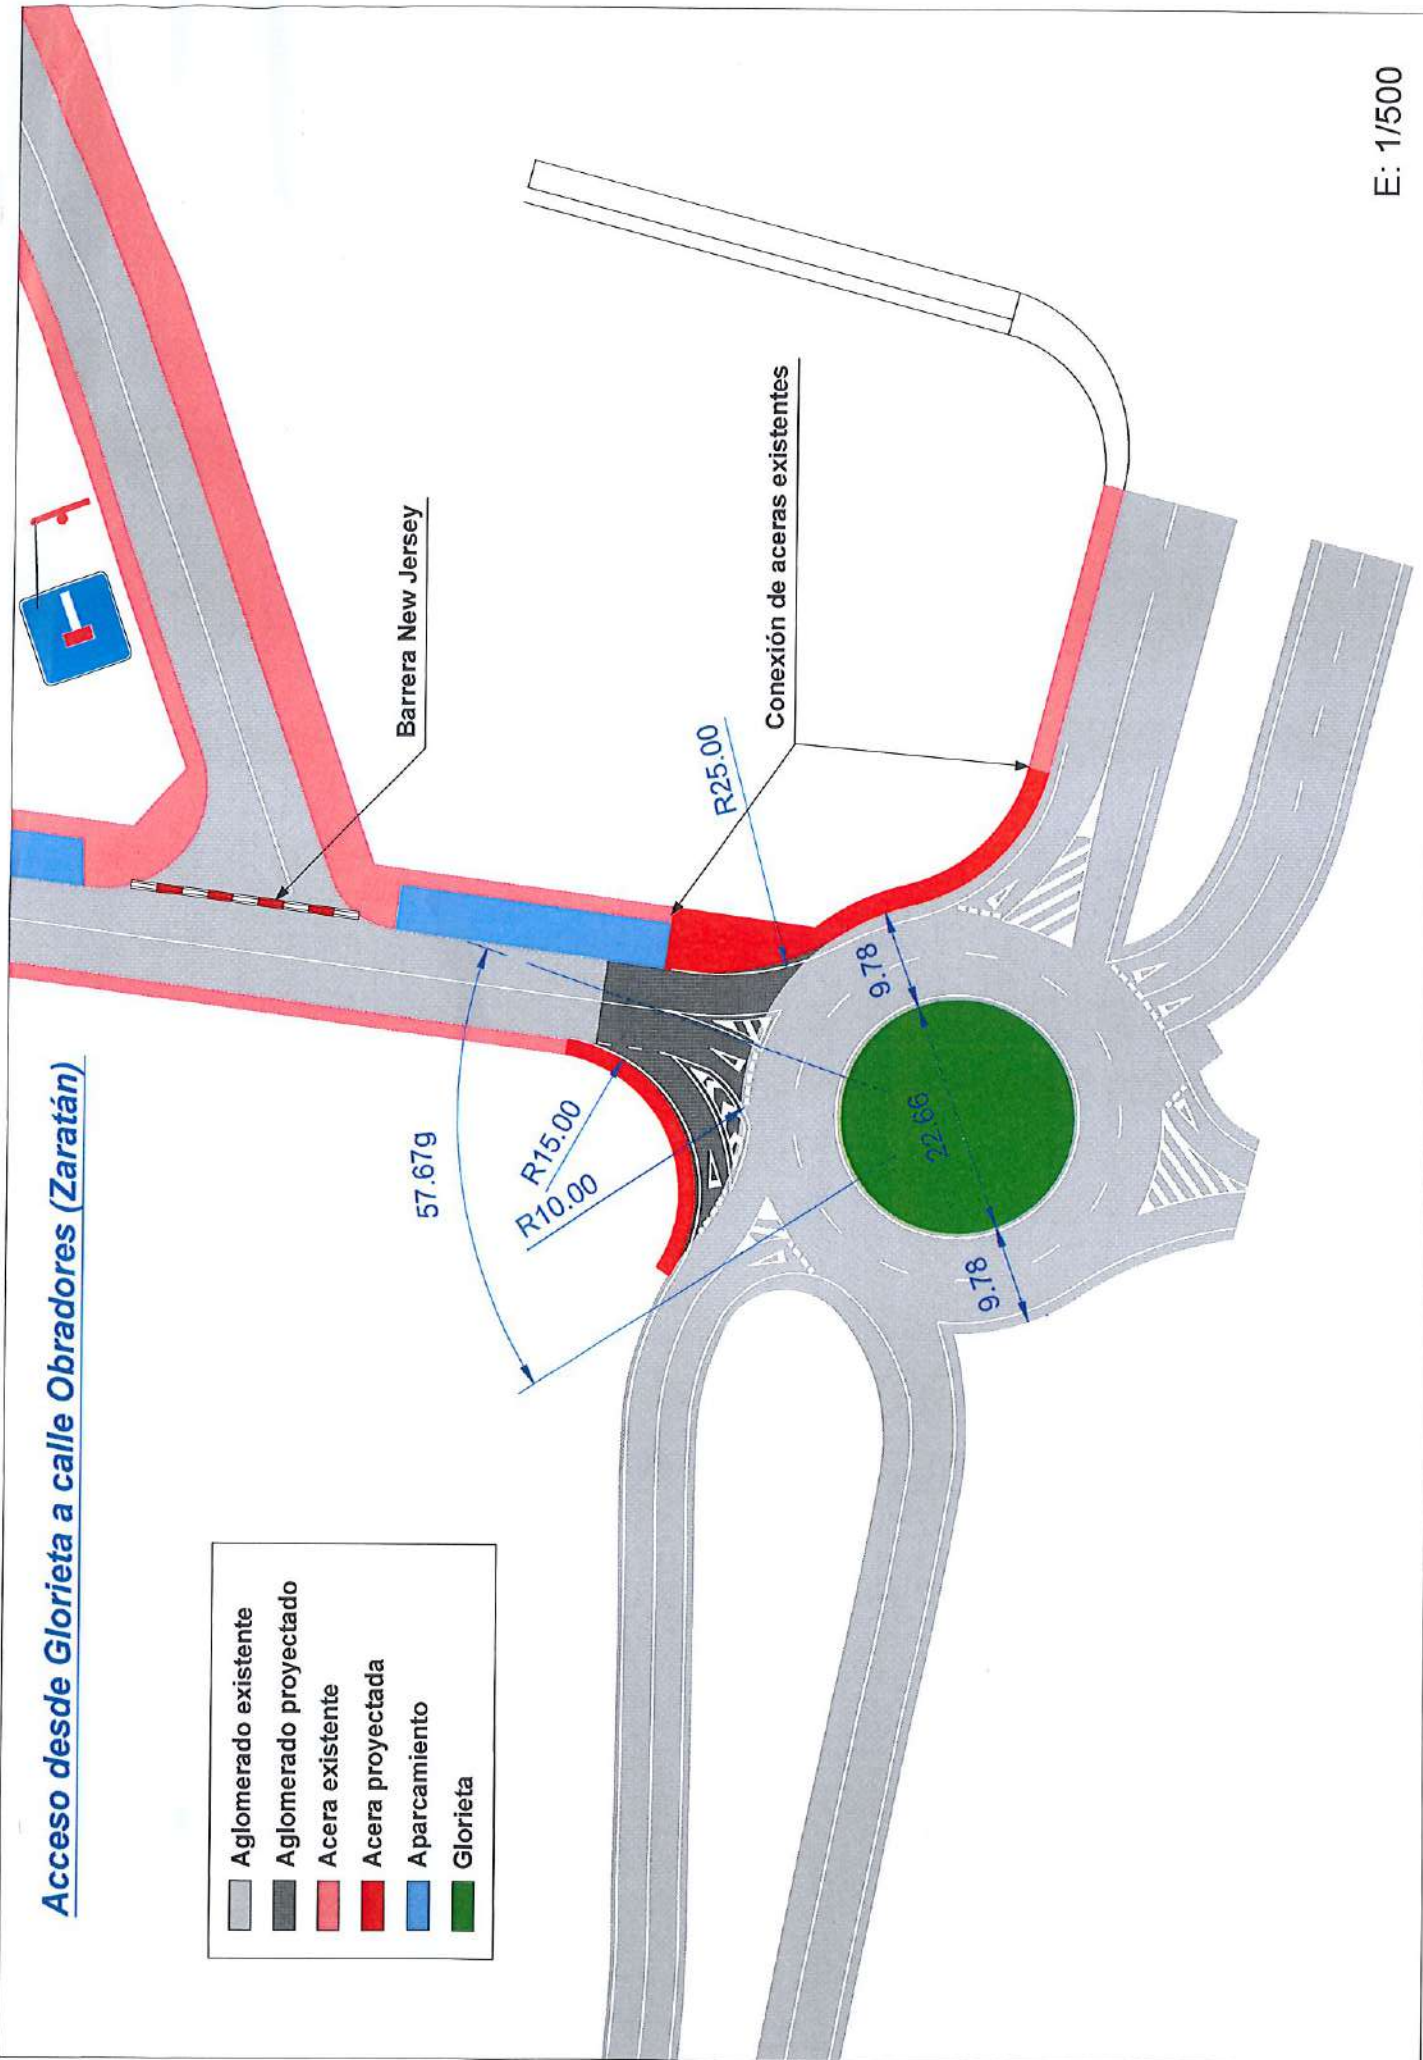 Acceso desde Glorieta a calle Obradores (Zaratán)
Aglomerado existente
Aglomerado proyectado
Acera existente
Acera proyectada
Aparcamiento
Glorieta
57.67g
R15.00
R10.00
R25.00
9.78
22.66
9.78
Barrera New Jersey
Conexión de aceras existentes
E: 1/500